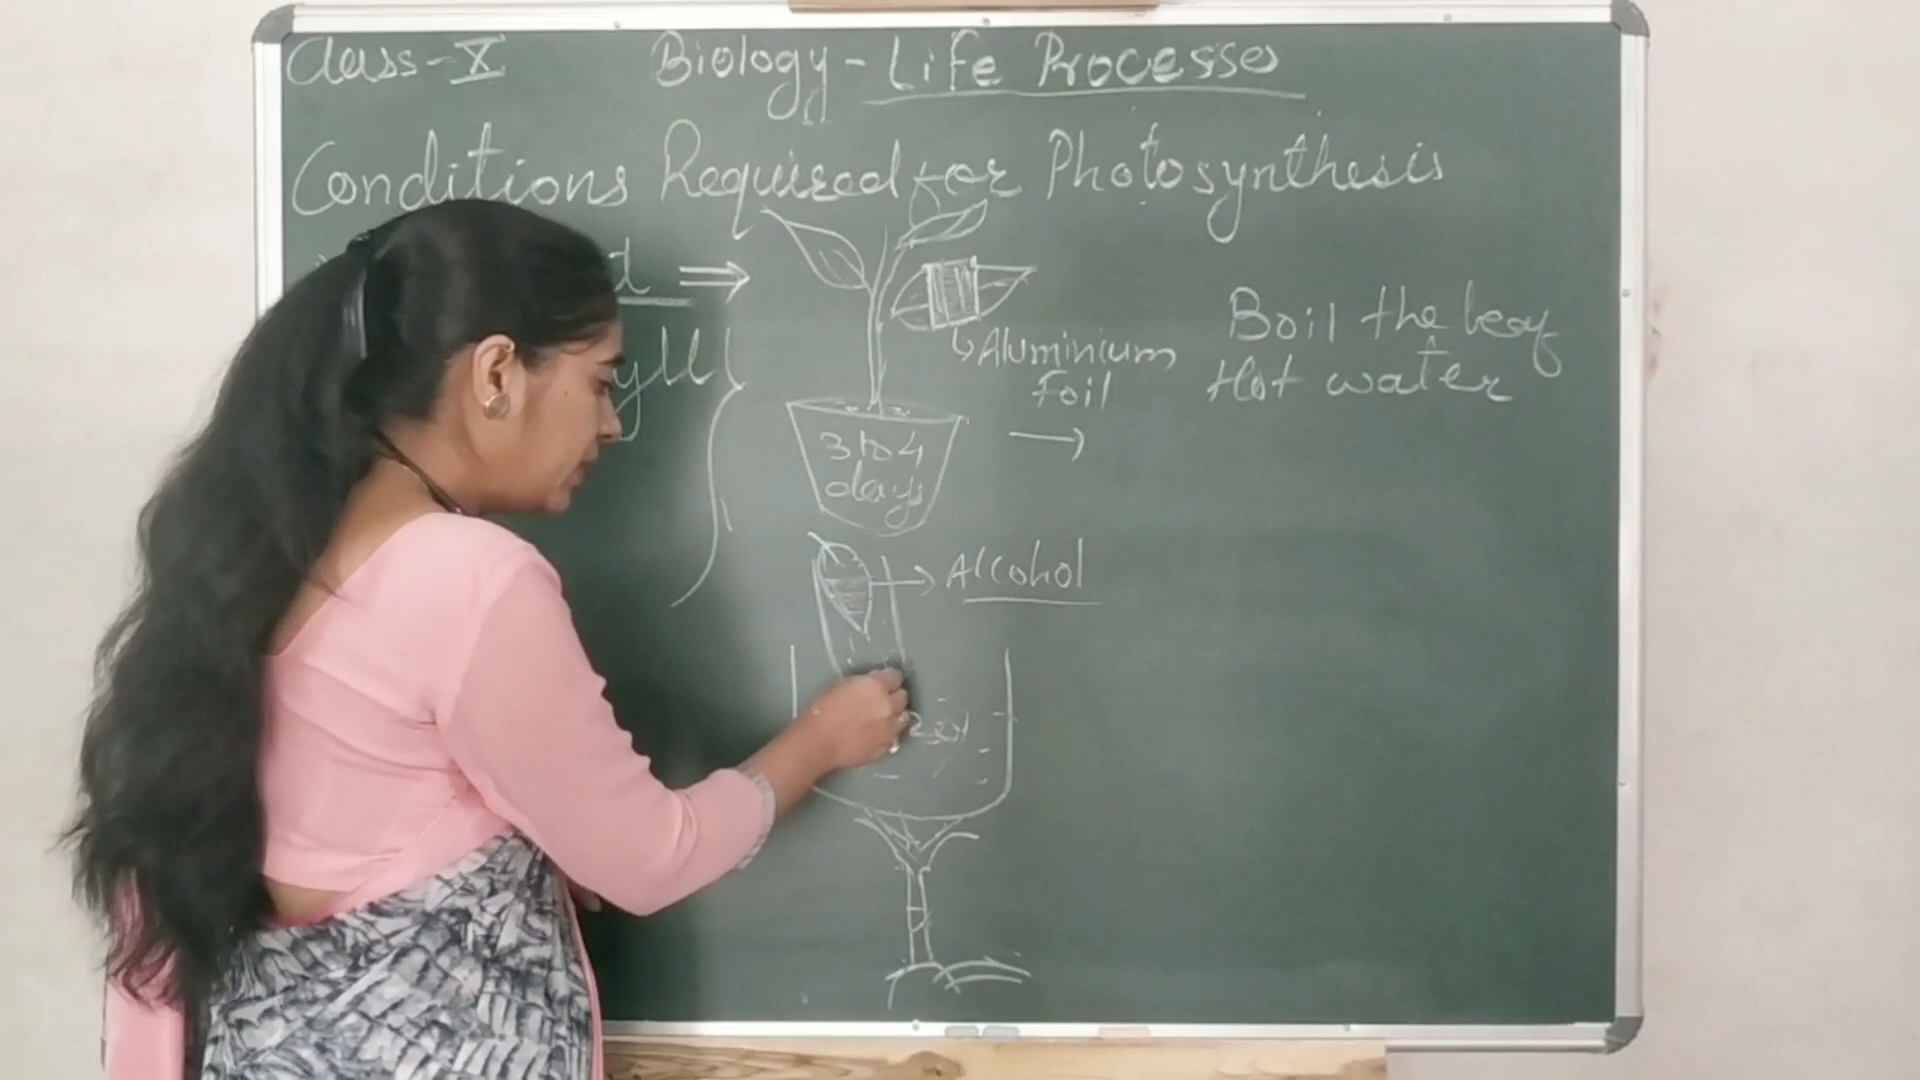 Class-X Biology - Life Processes
Conditions Required for Photosynthesis
Aluminium
Foil
Boil the leaf
Hot water
3 to 4
days
Alcohol